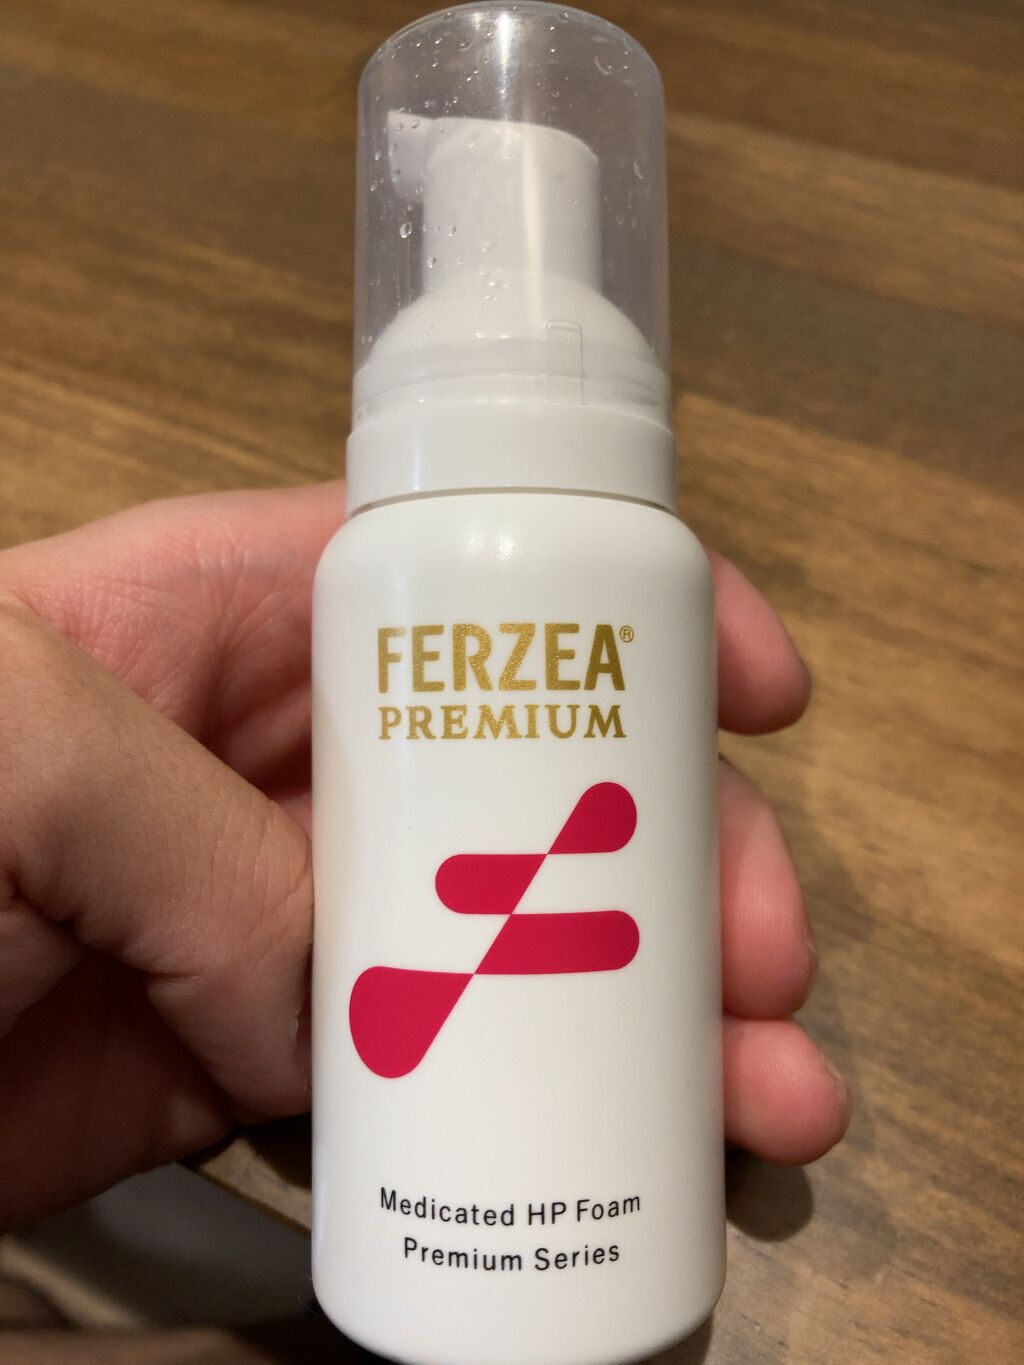 FERZEA®
PREMIUM
Medicated HP Foam
Premium Series